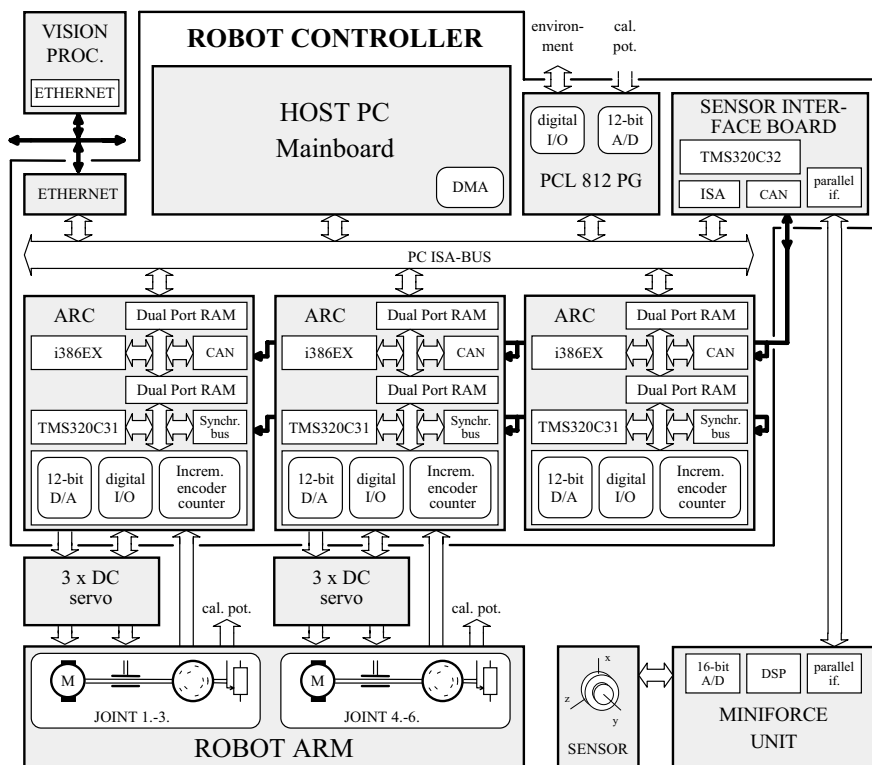 VISION
PROC.
ETHERNET
ROBOT CONTROLLER
environ-
ment
cal.
pot.
HOST PC
Mainboard
DMA
digital
I/O
12-bit
A/D
PCL 812 PG
SENSOR INTER-
FACE BOARD
TMS320C32
ISA
CAN
parallel
if.
ETHERNET
PC ISA-BUS
ARC
Dual Port RAM
i386EX
CAN
Dual Port RAM
TMS320C31
Synchr.
bus
12-bit
D/A
digital
I/O
Increm.
encoder
counter
ARC
Dual Port RAM
i386EX
CAN
Dual Port RAM
TMS320C31
Synchr.
bus
12-bit
D/A
digital
I/O
Increm.
encoder
counter
ARC
Dual Port RAM
i386EX
CAN
Dual Port RAM
TMS320C31
Synchr.
bus
12-bit
D/A
digital
I/O
Increm.
encoder
counter
3 x DC
servo
cal. pot.
3 x DC
servo
cal. pot.
M
JOINT 1.-3.
M
JOINT 4.-6.
ROBOT ARM
x
z
y
SENSOR
16-bit
A/D
DSP
parallel
if.
MINIFORCE
UNIT